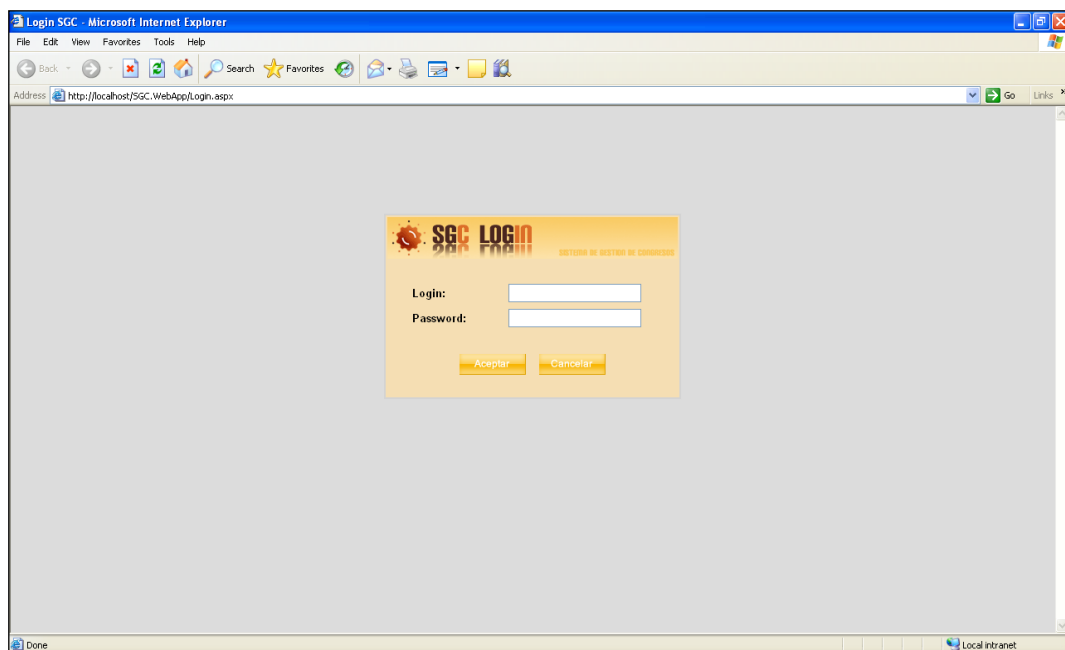 Login SGC - Microsoft Internet Explorer
File Edit View Favorites Tools Help
Back Search Favorites
Address http://localhost/SGC.WebApp/Login.aspx Go Links »
SGC LOGIN
SISTEMA DE GESTION DE CONGRESOS
Login:
Password:
Aceptar Cancelar
Done Local intranet